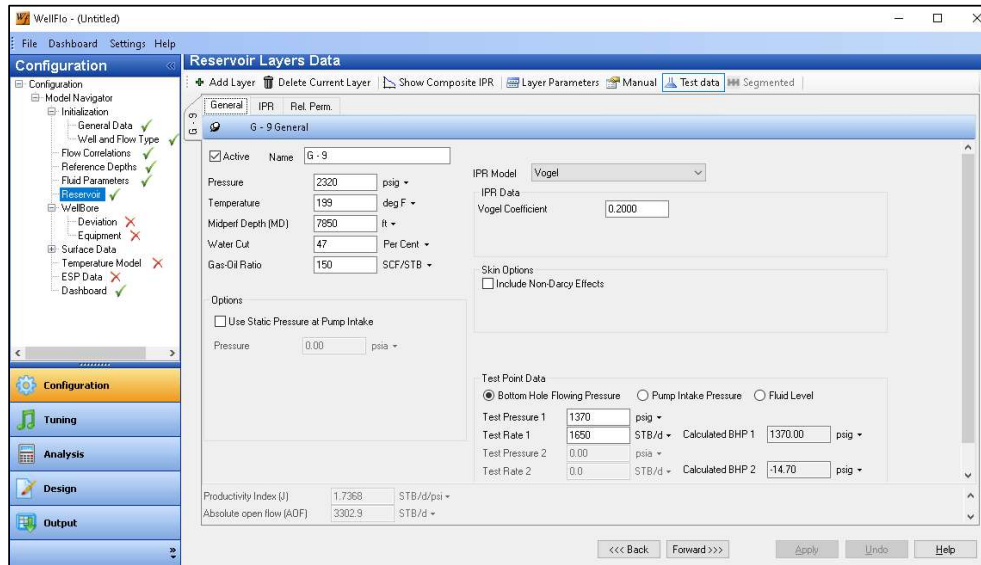 WellFlo - (Untitled)
File Dashboard Settings Help
Configuration
Configuration
Model Navigator
Initialization
General Data
Well and Flow Type
Flow Correlations
Reference Depths
Fluid Parameters
Reservoir
WellBore
Deviation
Equipment
Surface Data
Temperature Model
ESP Data
Dashboard
Configuration
Tuning
Analysis
Design
Output
Reservoir Layers Data
Add Layer Delete Current Layer Show Composite IPR Layer Parameters Manual Test data Segmented
G - 9
General IPR Rel. Perm.
G - 9 General
Active Name G - 9
Pressure 2320 psig
Temperature 199 deg F
Midperf Depth (MD) 7850 ft
Water Cut 47 Per Cent
Gas-Oil Ratio 150 SCF/STB
Options
Use Static Pressure at Pump Intake
Pressure 0.00 psia
IPR Model Vogel
IPR Data
Vogel Coefficient 0.2000
Skin Options
Include Non-Darcy Effects
Test Point Data
Bottom Hole Flowing Pressure Pump Intake Pressure Fluid Level
Test Pressure 1 1370 psig
Test Rate 1 1650 STB/d Calculated BHP 1 1370.00 psig
Test Pressure 2 0.00 psia
Test Rate 2 0.0 STB/d Calculated BHP 2 -14.70 psig
Productivity Index (J) 1.7368 STB/d/psi
Absolute open flow (AOF) 3302.9 STB/d
<<< Back Forward >>> Apply Undo Help